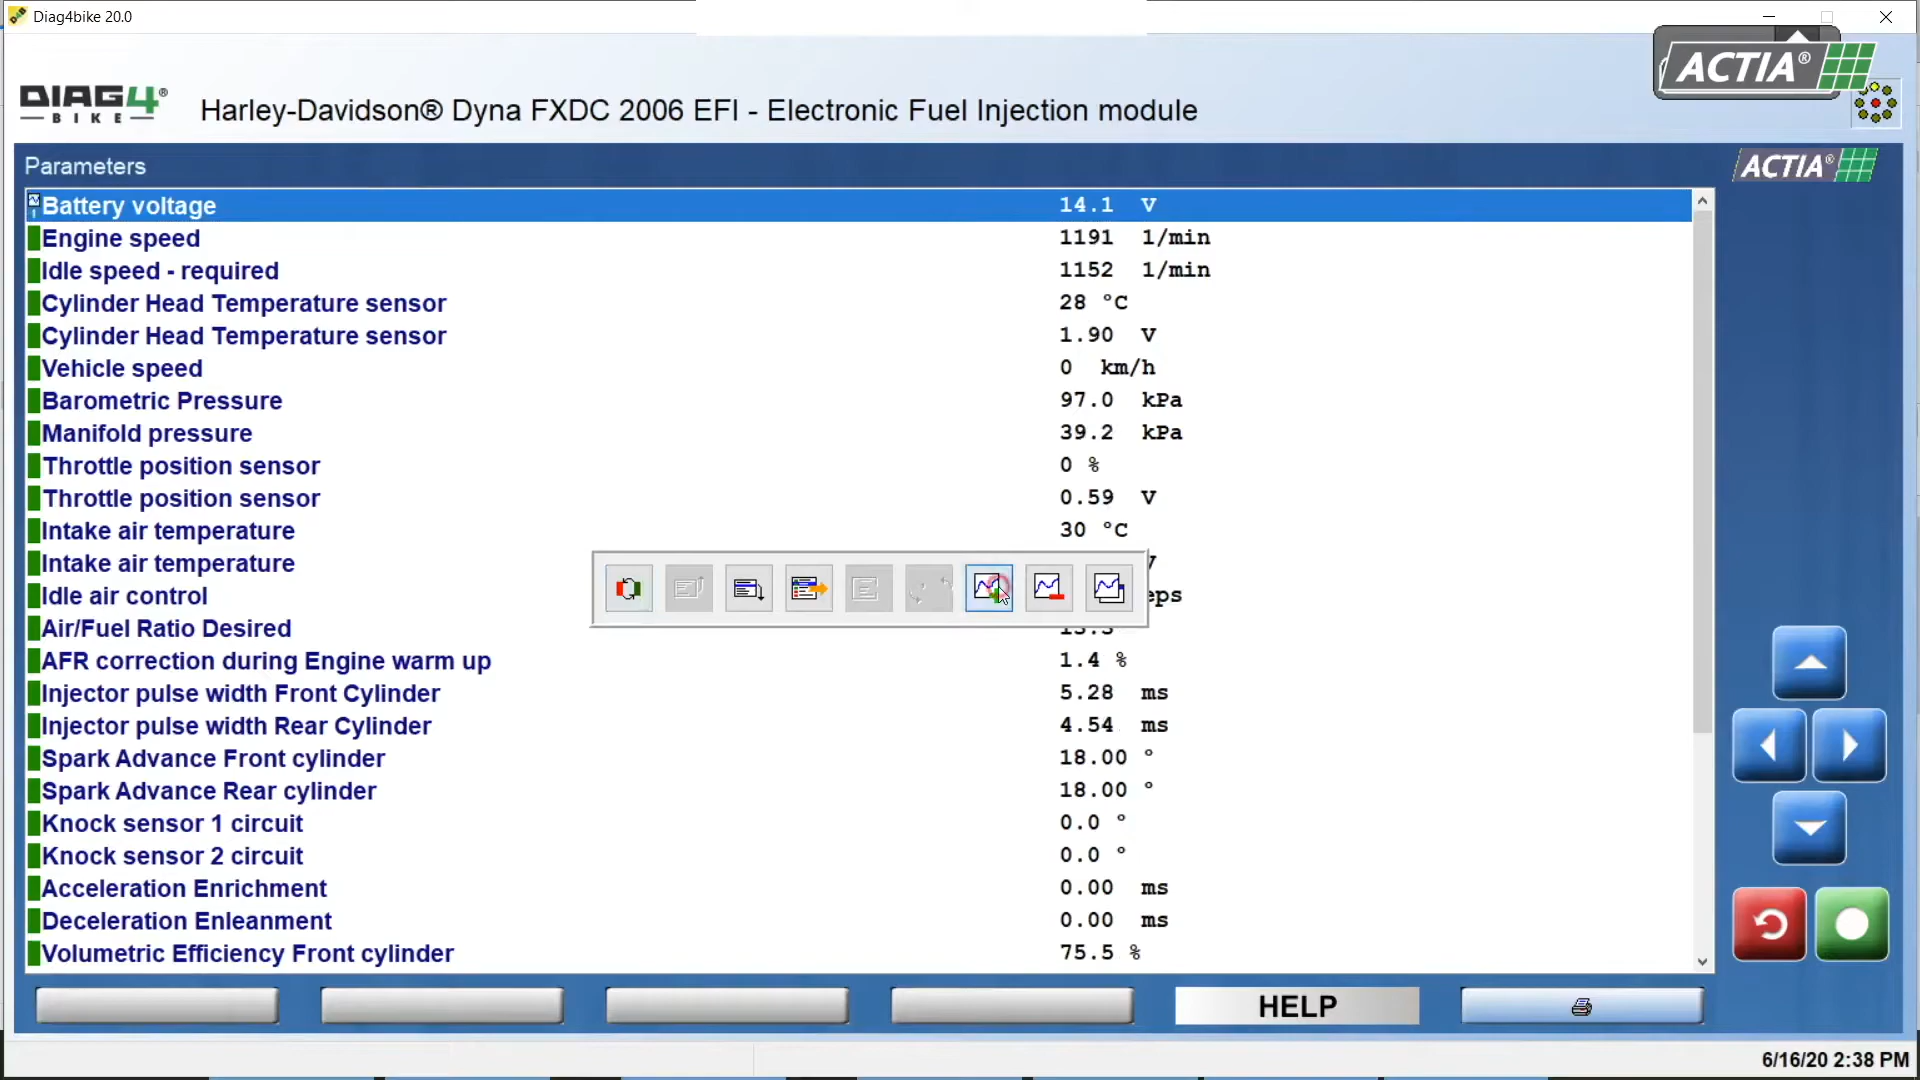 Diag4bike 20.0
ACTIA®
DIAG4®
BIKE
Harley-Davidson® Dyna FXDC 2006 EFI - Electronic Fuel Injection module
Parameters
ACTIA®
Battery voltage 14.1 V
Engine speed 1191 1/min
Idle speed - required 1152 1/min
Cylinder Head Temperature sensor 28 °C
Cylinder Head Temperature sensor 1.90 V
Vehicle speed 0 km/h
Barometric Pressure 97.0 kPa
Manifold pressure 39.2 kPa
Throttle position sensor 0 %
Throttle position sensor 0.59 V
Intake air temperature 30 °C
Intake air temperature
Idle air control
Air/Fuel Ratio Desired
AFR correction during Engine warm up 1.4 %
Injector pulse width Front Cylinder 5.28 ms
Injector pulse width Rear Cylinder 4.54 ms
Spark Advance Front cylinder 18.00 °
Spark Advance Rear cylinder 18.00 °
Knock sensor 1 circuit 0.0 °
Knock sensor 2 circuit 0.0 °
Acceleration Enrichment 0.00 ms
Deceleration Enleanment 0.00 ms
Volumetric Efficiency Front cylinder 75.5 %
HELP
6/16/20 2:38 PM